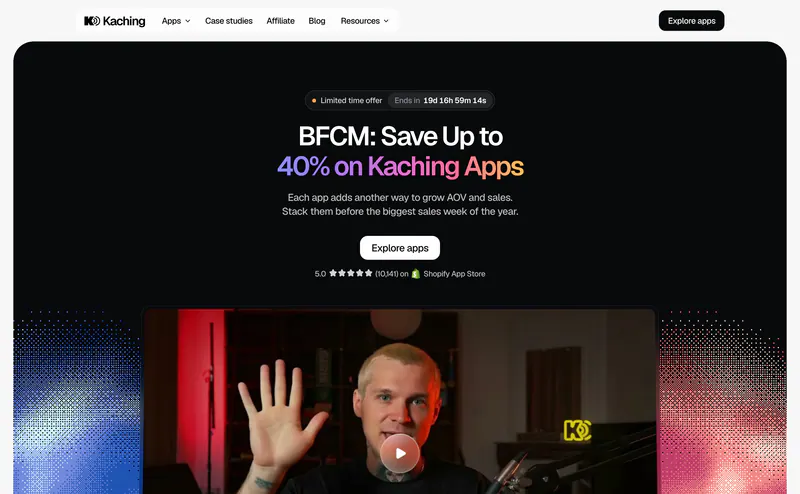 Kaching
Apps
Case studies
Affiliate
Blog
Resources
Explore apps
Limited time offer
Ends in 19d 16h 59m 14s
BFCM: Save Up to
40% on Kaching Apps
Each app adds another way to grow AOV and sales.
Stack them before the biggest sales week of the year.
Explore apps
5.0 (10,141) on Shopify App Store